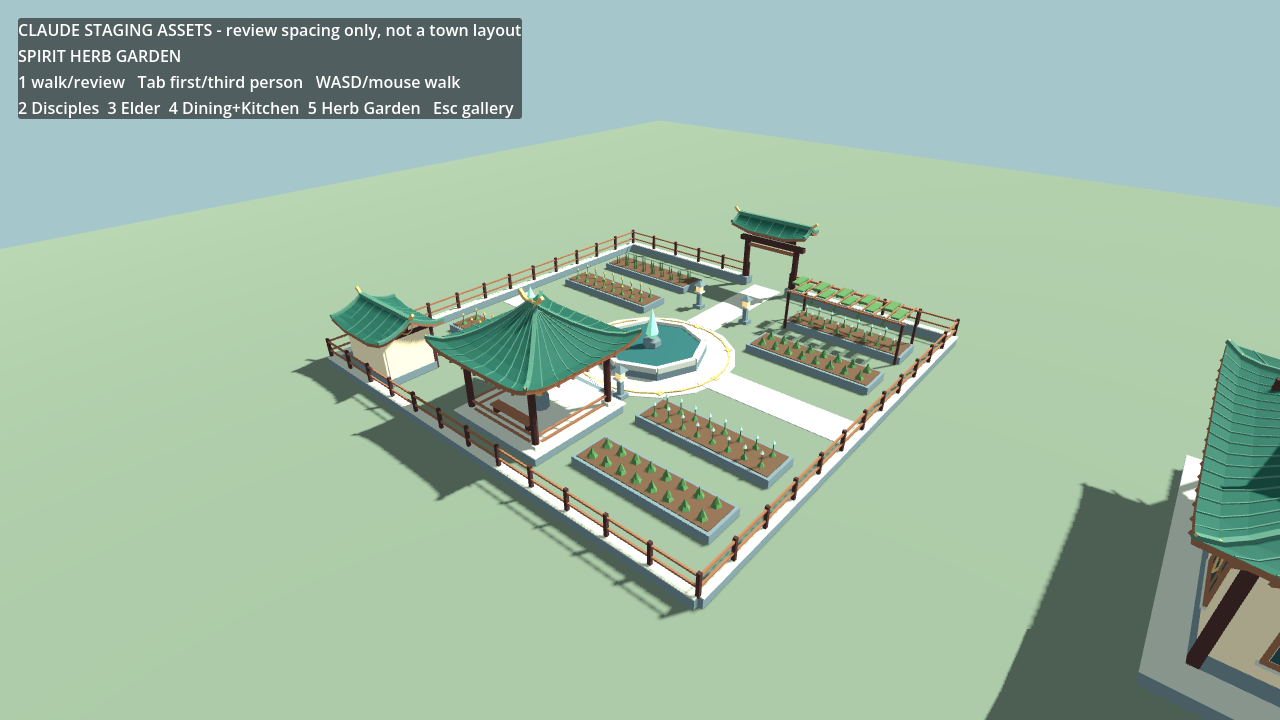 CLAUDE STAGING ASSETS - review spacing only, not a town layout
SPIRIT HERB GARDEN
1 walk/review   Tab first/third person   WASD/mouse walk
2 Disciples  3 Elder  4 Dining+Kitchen  5 Herb Garden   Esc gallery